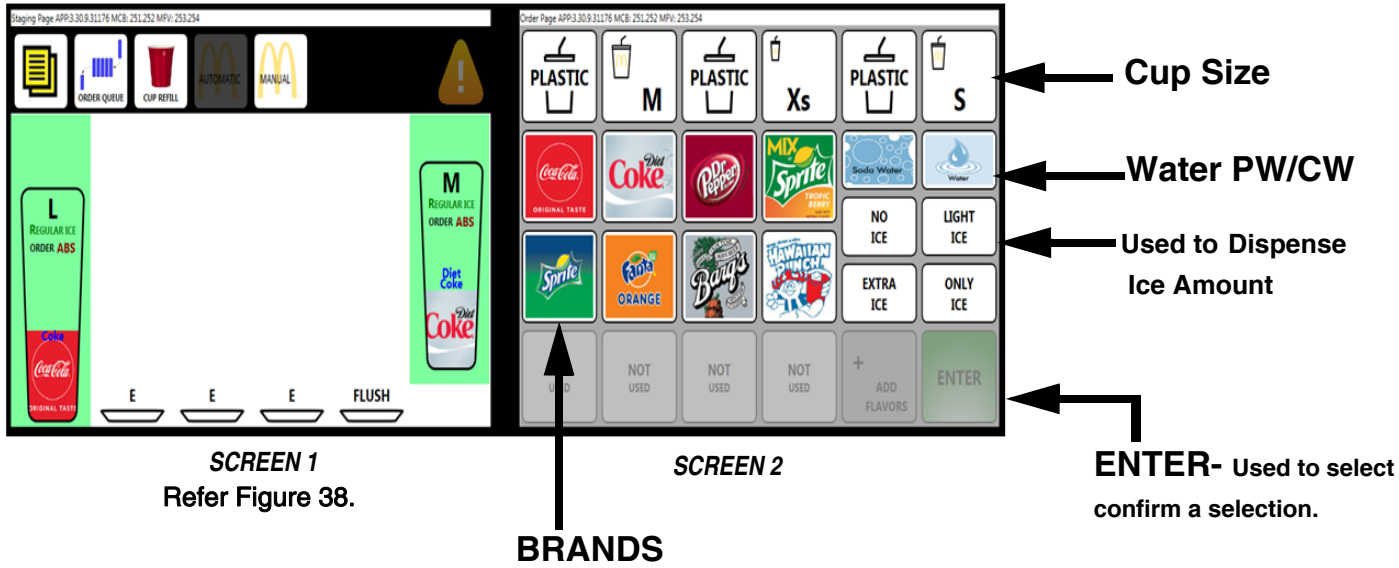 Staging Page APP:3.30.9.31176 MCB: 251.252 MFV: 253.254
ORDER QUEUE
CUP REFILL
AUTOMATIC
MANUAL
L
REGULAR ICE
ORDER ABS
Coke
Coca-Cola
ORIGINAL TASTE
E
E
E
FLUSH
M
REGULAR ICE
ORDER ABS
Diet
Coke
Diet
Coke
SCREEN 1
Refer Figure 38.
Order Page APP:3.30.9.31176 MCB: 251.252 MFV: 253.254
PLASTIC
M
PLASTIC
Xs
PLASTIC
S
Coca-Cola
ORIGINAL TASTE
Diet
Coke
Dr
Pepper
MIX
Sprite
TROPIC
BERRY
Soda Water
Water
NO
ICE
LIGHT
ICE
Sprite
Fanta
ORANGE
Barq's
HAWAIIAN
PUNCH
EXTRA
ICE
ONLY
ICE
USED
NOT
USED
NOT
USED
NOT
USED
+
ADD
FLAVORS
ENTER
SCREEN 2
Cup Size
Water PW/CW
Used to Dispense
Ice Amount
ENTER- Used to select
confirm a selection.
BRANDS